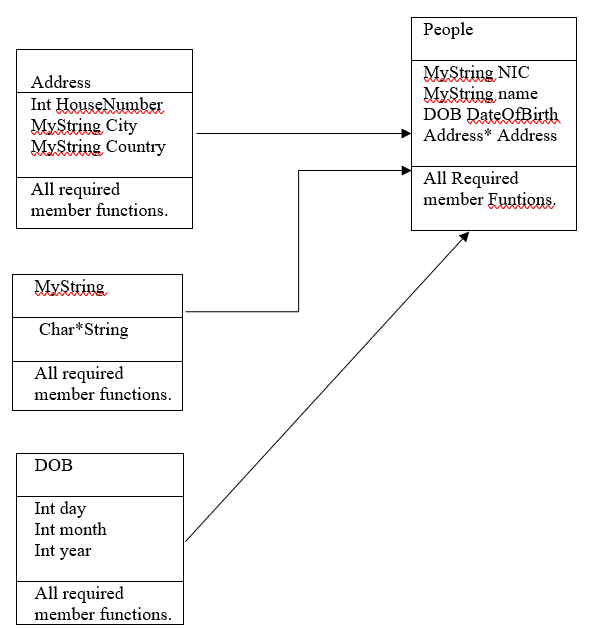 Address
Int HouseNumber
MyString City
MyString Country
All required
member functions.
MyString
Char*String
All required
member functions.
DOB
Int day
Int month
Int year
All required
member functions.
People
MyString NIC
MyString name
DOB DateOfBirth
Address* Address
All Required
member Funtions.